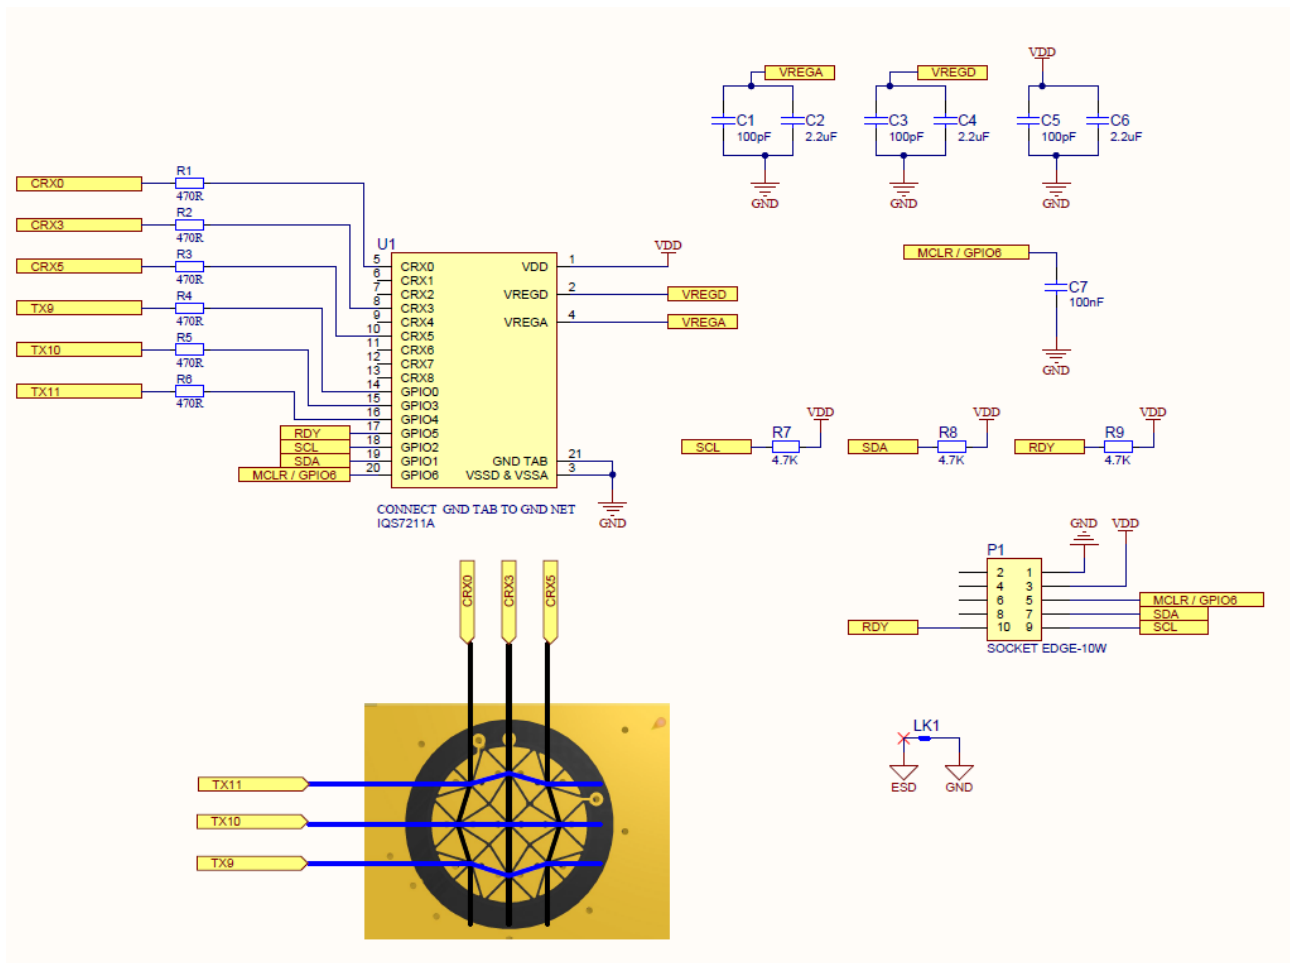 VDD
VREGA
VREGD
C1
100pF
C2
2.2uF
C3
100pF
C4
2.2uF
C5
100pF
C6
2.2uF
GND
GND
GND
CRX0
R1
470R
CRX3
R2
470R
CRX5
R3
470R
TX9
R4
470R
TX10
R5
470R
TX11
R6
470R
U1
5 CRX0
6 CRX1
7 CRX2
8 CRX3
9 CRX4
10 CRX5
11 CRX6
12 CRX7
13 CRX8
14 GPIO0
15 GPIO3
16 GPIO4
RDY 17 GPIO5
SCL 18 GPIO2
SDA 19 GPIO1
MCLR / GPIO6 20 GPIO6
VDD 1 VDD
VREGD 2 VREGD
VREGA 4 VREGA
GND TAB 21
VSSD & VSSA 3
GND
CONNECT GND TAB TO GND NET
IQS7211A
MCLR / GPIO6
C7
100nF
GND
SCL
R7
4.7K
VDD
SDA
R8
4.7K
VDD
RDY
R9
4.7K
VDD
GND VDD
P1
2 1
4 3
6 5 MCLR / GPIO6
8 7 SDA
RDY 10 9 SCL
SOCKET EDGE-10W
CRX0
CRX3
CRX5
TX11
TX10
TX9
LK1
ESD
GND